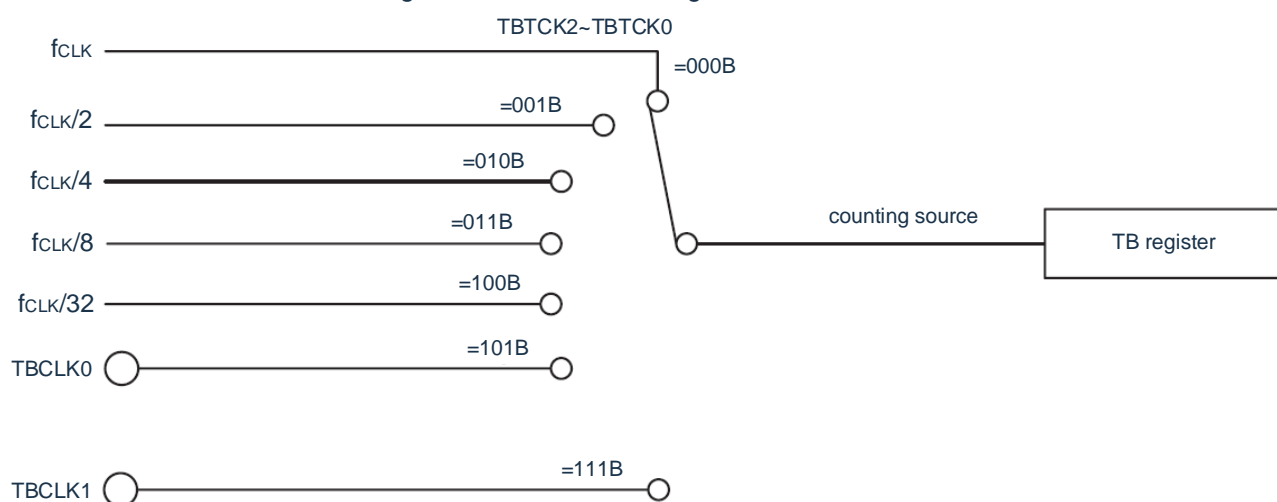 TBTCK2~TBTCK0
fCLK
=000B
=001B
fCLK/2
=010B
fCLK/4
=011B
fCLK/8
counting source
TB register
=100B
fCLK/32
=101B
TBCLK0
=111B
TBCLK1